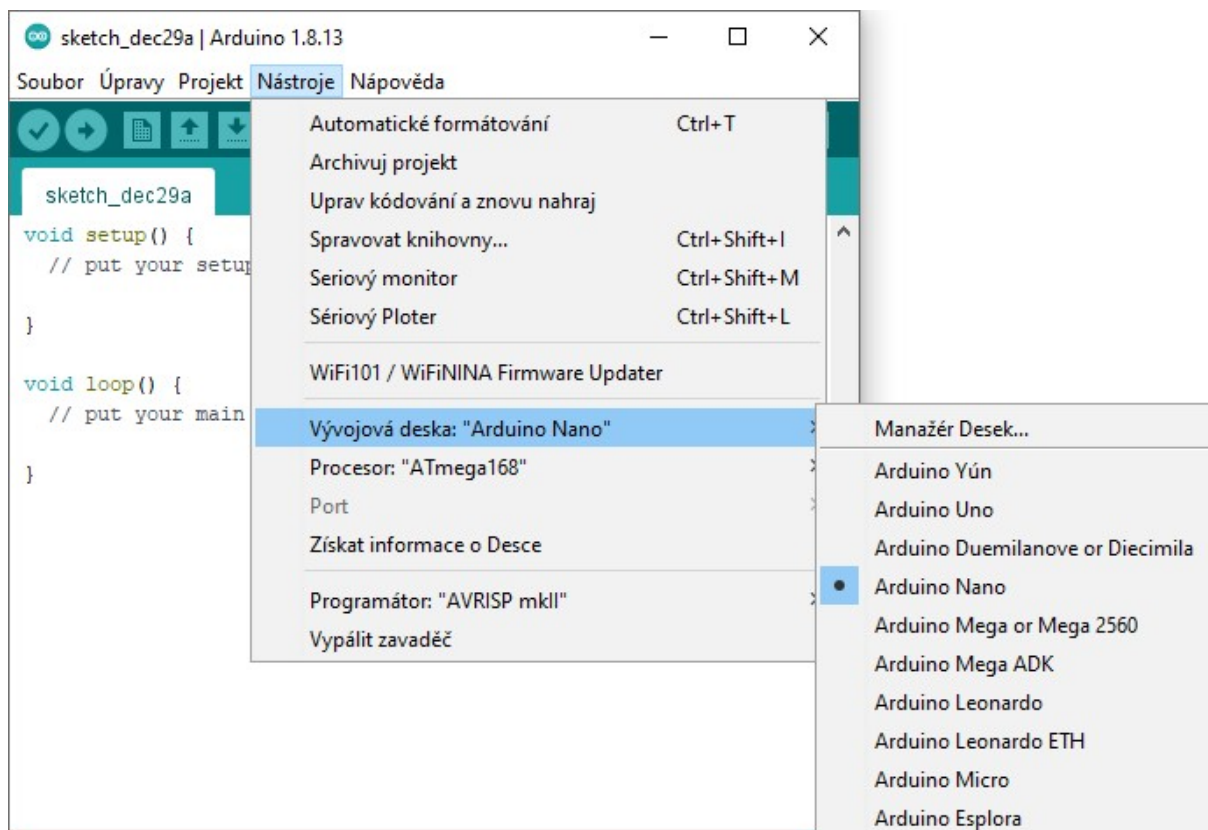 sketch_dec29a | Arduino 1.8.13
Soubor Úpravy Projekt Nástroje Nápověda
sketch_dec29a
void setup() {
// put your setup
}
void loop() {
// put your main
}
Automatické formátování Ctrl+T
Archivuj projekt
Uprav kódování a znovu nahraj
Spravovat knihovny... Ctrl+Shift+I
Seriový monitor Ctrl+Shift+M
Sériový Ploter Ctrl+Shift+L
WiFi101 / WiFiNINA Firmware Updater
Vývojová deska: "Arduino Nano"
Procesor: "ATmega168"
Port
Získat informace o Desce
Programátor: "AVRISP mkII"
Vypálit zavaděč
Manažér Desek...
Arduino Yún
Arduino Uno
Arduino Duemilanove or Diecimila
Arduino Nano
Arduino Mega or Mega 2560
Arduino Mega ADK
Arduino Leonardo
Arduino Leonardo ETH
Arduino Micro
Arduino Esplora